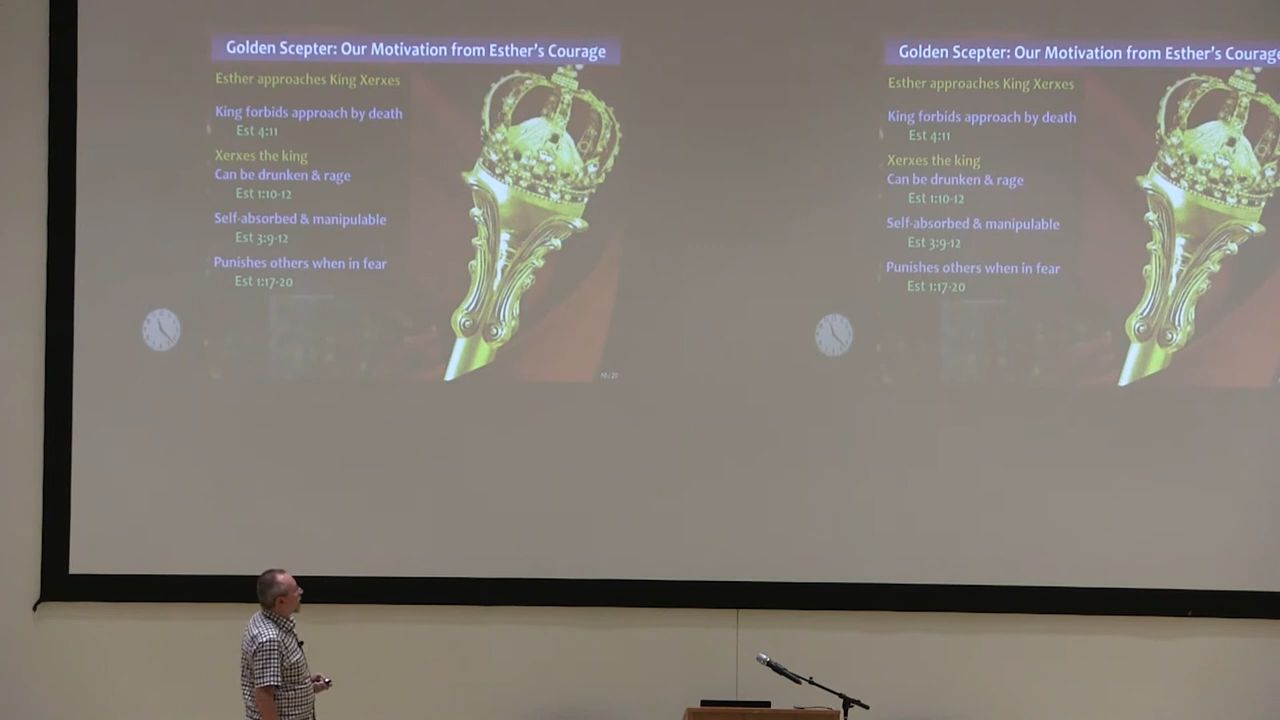 Golden Scepter: Our Motivation from Esther's Courage
Esther approaches King Xerxes
King forbids approach by death
Est 4:11
Xerxes the king
Can be drunken & rage
Est 1:10-12
Self-absorbed & manipulable
Est 3:9-12
Punishes others when in fear
Est 1:17-20
Golden Scepter: Our Motivation from Esther's Courage
Esther approaches King Xerxes
King forbids approach by death
Est 4:11
Xerxes the king
Can be drunken & rage
Est 1:10-12
Self-absorbed & manipulable
Est 3:9-12
Punishes others when in fear
Est 1:17-20